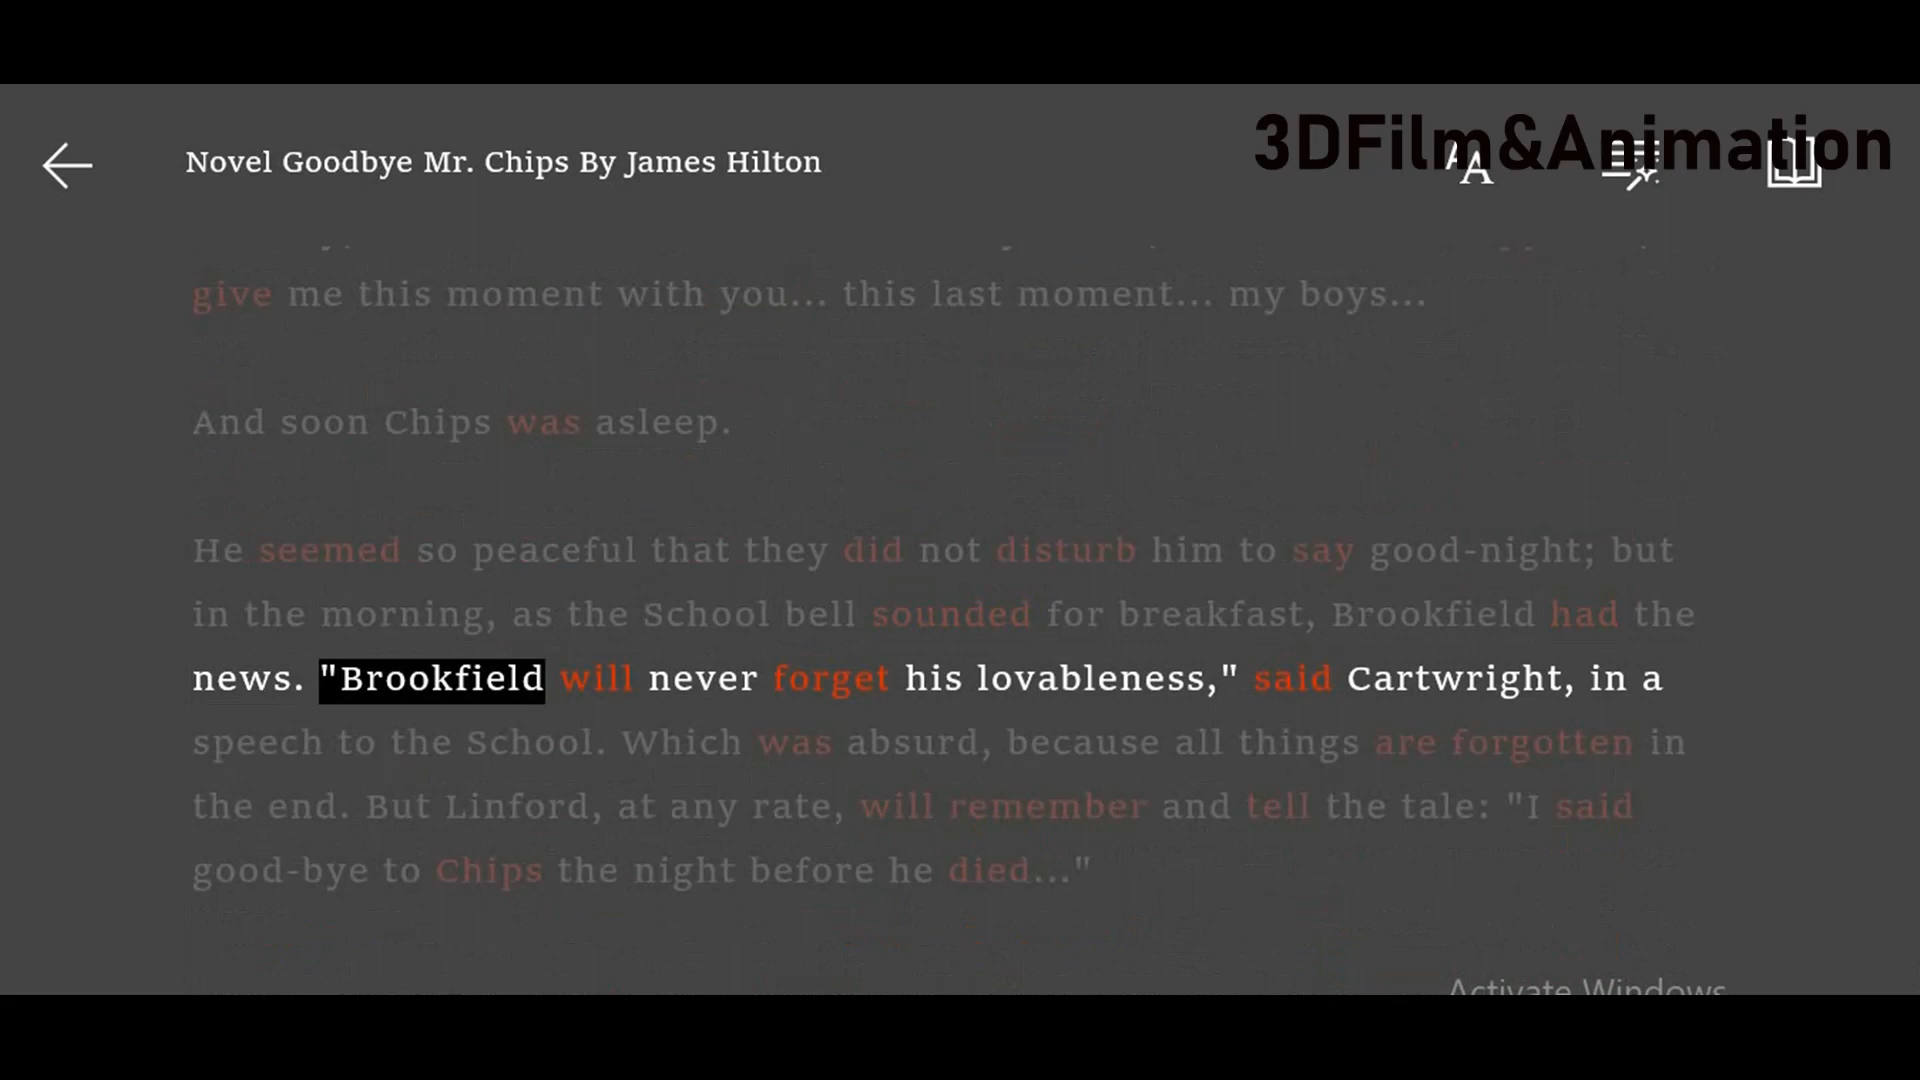 3DFilm&Animation
Novel Goodbye Mr. Chips By James Hilton
give me this moment with you... this last moment... my boys...
And soon Chips was asleep.
He seemed so peaceful that they did not disturb him to say good-night; but
in the morning, as the School bell sounded for breakfast, Brookfield had the
news. "Brookfield will never forget his lovableness," said Cartwright, in a
speech to the School. Which was absurd, because all things are forgotten in
the end. But Linford, at any rate, will remember and tell the tale: "I said
good-bye to Chips the night before he died..."
Activate Windows